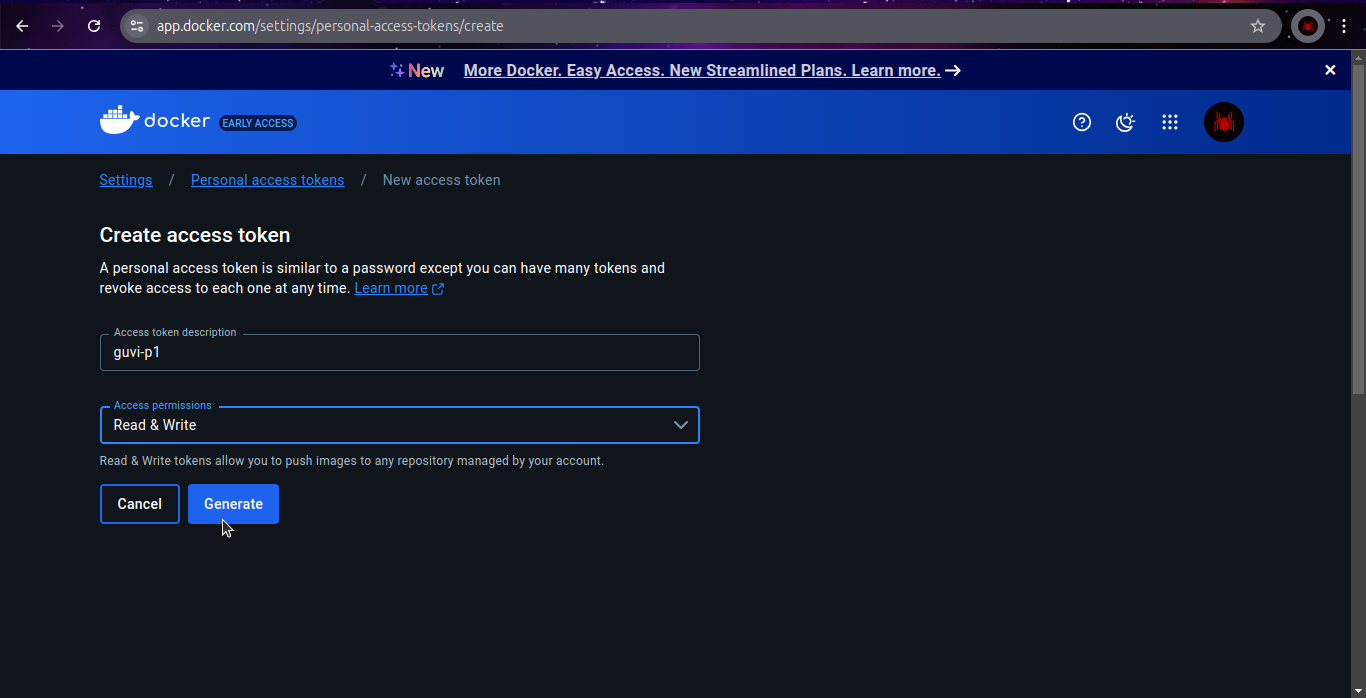 app.docker.com/settings/personal-access-tokens/create
New More Docker. Easy Access. New Streamlined Plans. Learn more.
docker EARLY ACCESS
Settings / Personal access tokens / New access token
Create access token
A personal access token is similar to a password except you can have many tokens and
revoke access to each one at any time. Learn more
Access token description
guvi-p1
Access permissions
Read & Write
Read & Write tokens allow you to push images to any repository managed by your account.
Cancel Generate